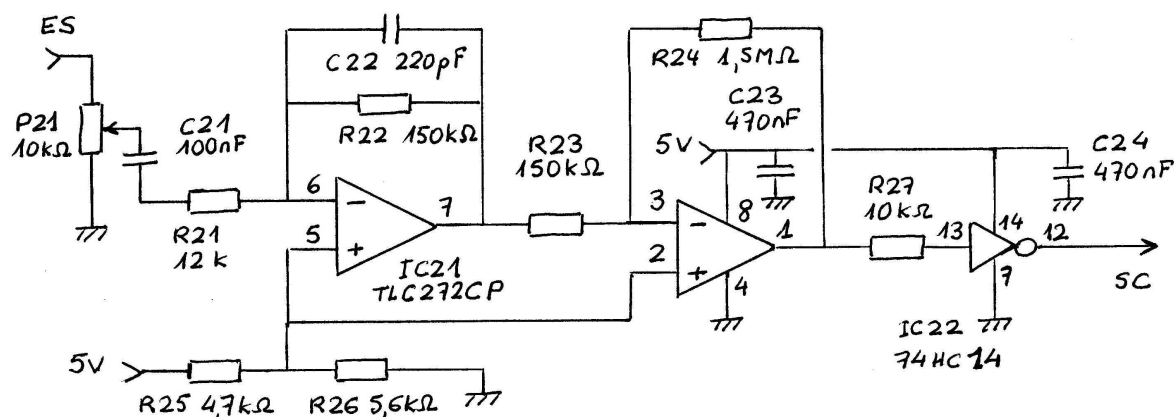 ES
P21
10kΩ
C21
100nF
R21
12k
C22 220pF
R22 150kΩ
6
5
7
IC21
TLC272CP
R23
150kΩ
R24 1,5MΩ
C23
470nF
5V
3
2
8
1
4
R27
10kΩ
C24
470nF
13
14
12
7
SC
IC22
74HC14
5V
R25 4,7kΩ
R26 5,6kΩ